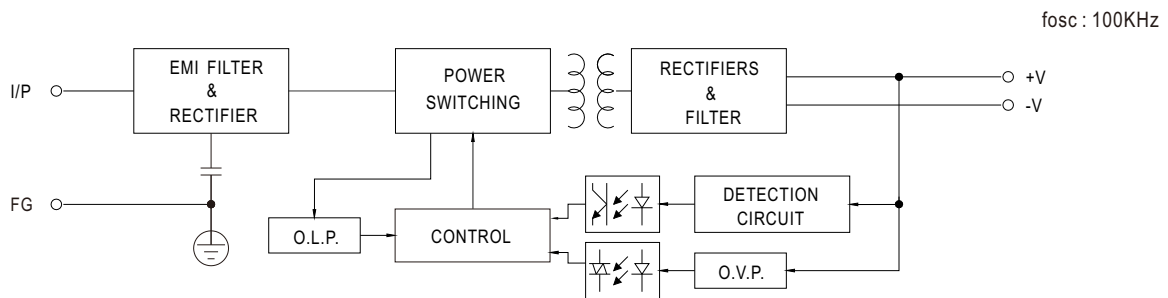 fosc : 100KHz
EMI FILTER
&
RECTIFIER
POWER
SWITCHING
RECTIFIERS
&
FILTER
I/P
+V
-V
FG
O.L.P.
CONTROL
DETECTION
CIRCUIT
O.V.P.